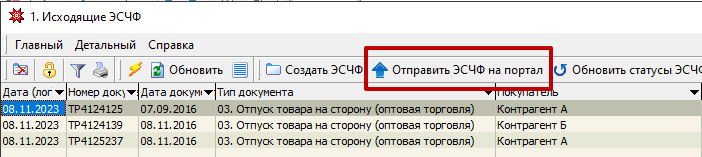 1. Исходящие ЭСЧФ
Главный Детальный Справка
Обновить Создать ЭСЧФ Отправить ЭСЧФ на портал Обновить статусы ЭСЧФ
Дата (лог Номер доку Дата докум Тип документа Покупатель
08.11.2023 ТР4124125 07.09.2016 03. Отпуск товара на сторону (оптовая торговля) Контрагент А
08.11.2023 ТР4124139 08.11.2016 03. Отпуск товара на сторону (оптовая торговля) Контрагент Б
08.11.2023 ТР4125237 08.11.2016 03. Отпуск товара на сторону (оптовая торговля) Контрагент А